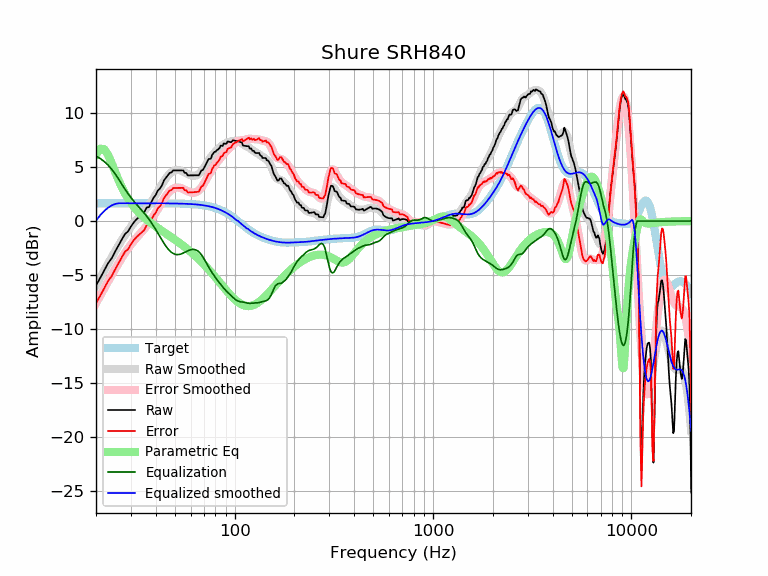 Shure SRH840
10
5
0
−5
−10
−15
−20
−25
Amplitude (dBr)
Target
Raw Smoothed
Error Smoothed
Raw
Error
Parametric Eq
Equalization
Equalized smoothed
100
1000
10000
Frequency (Hz)